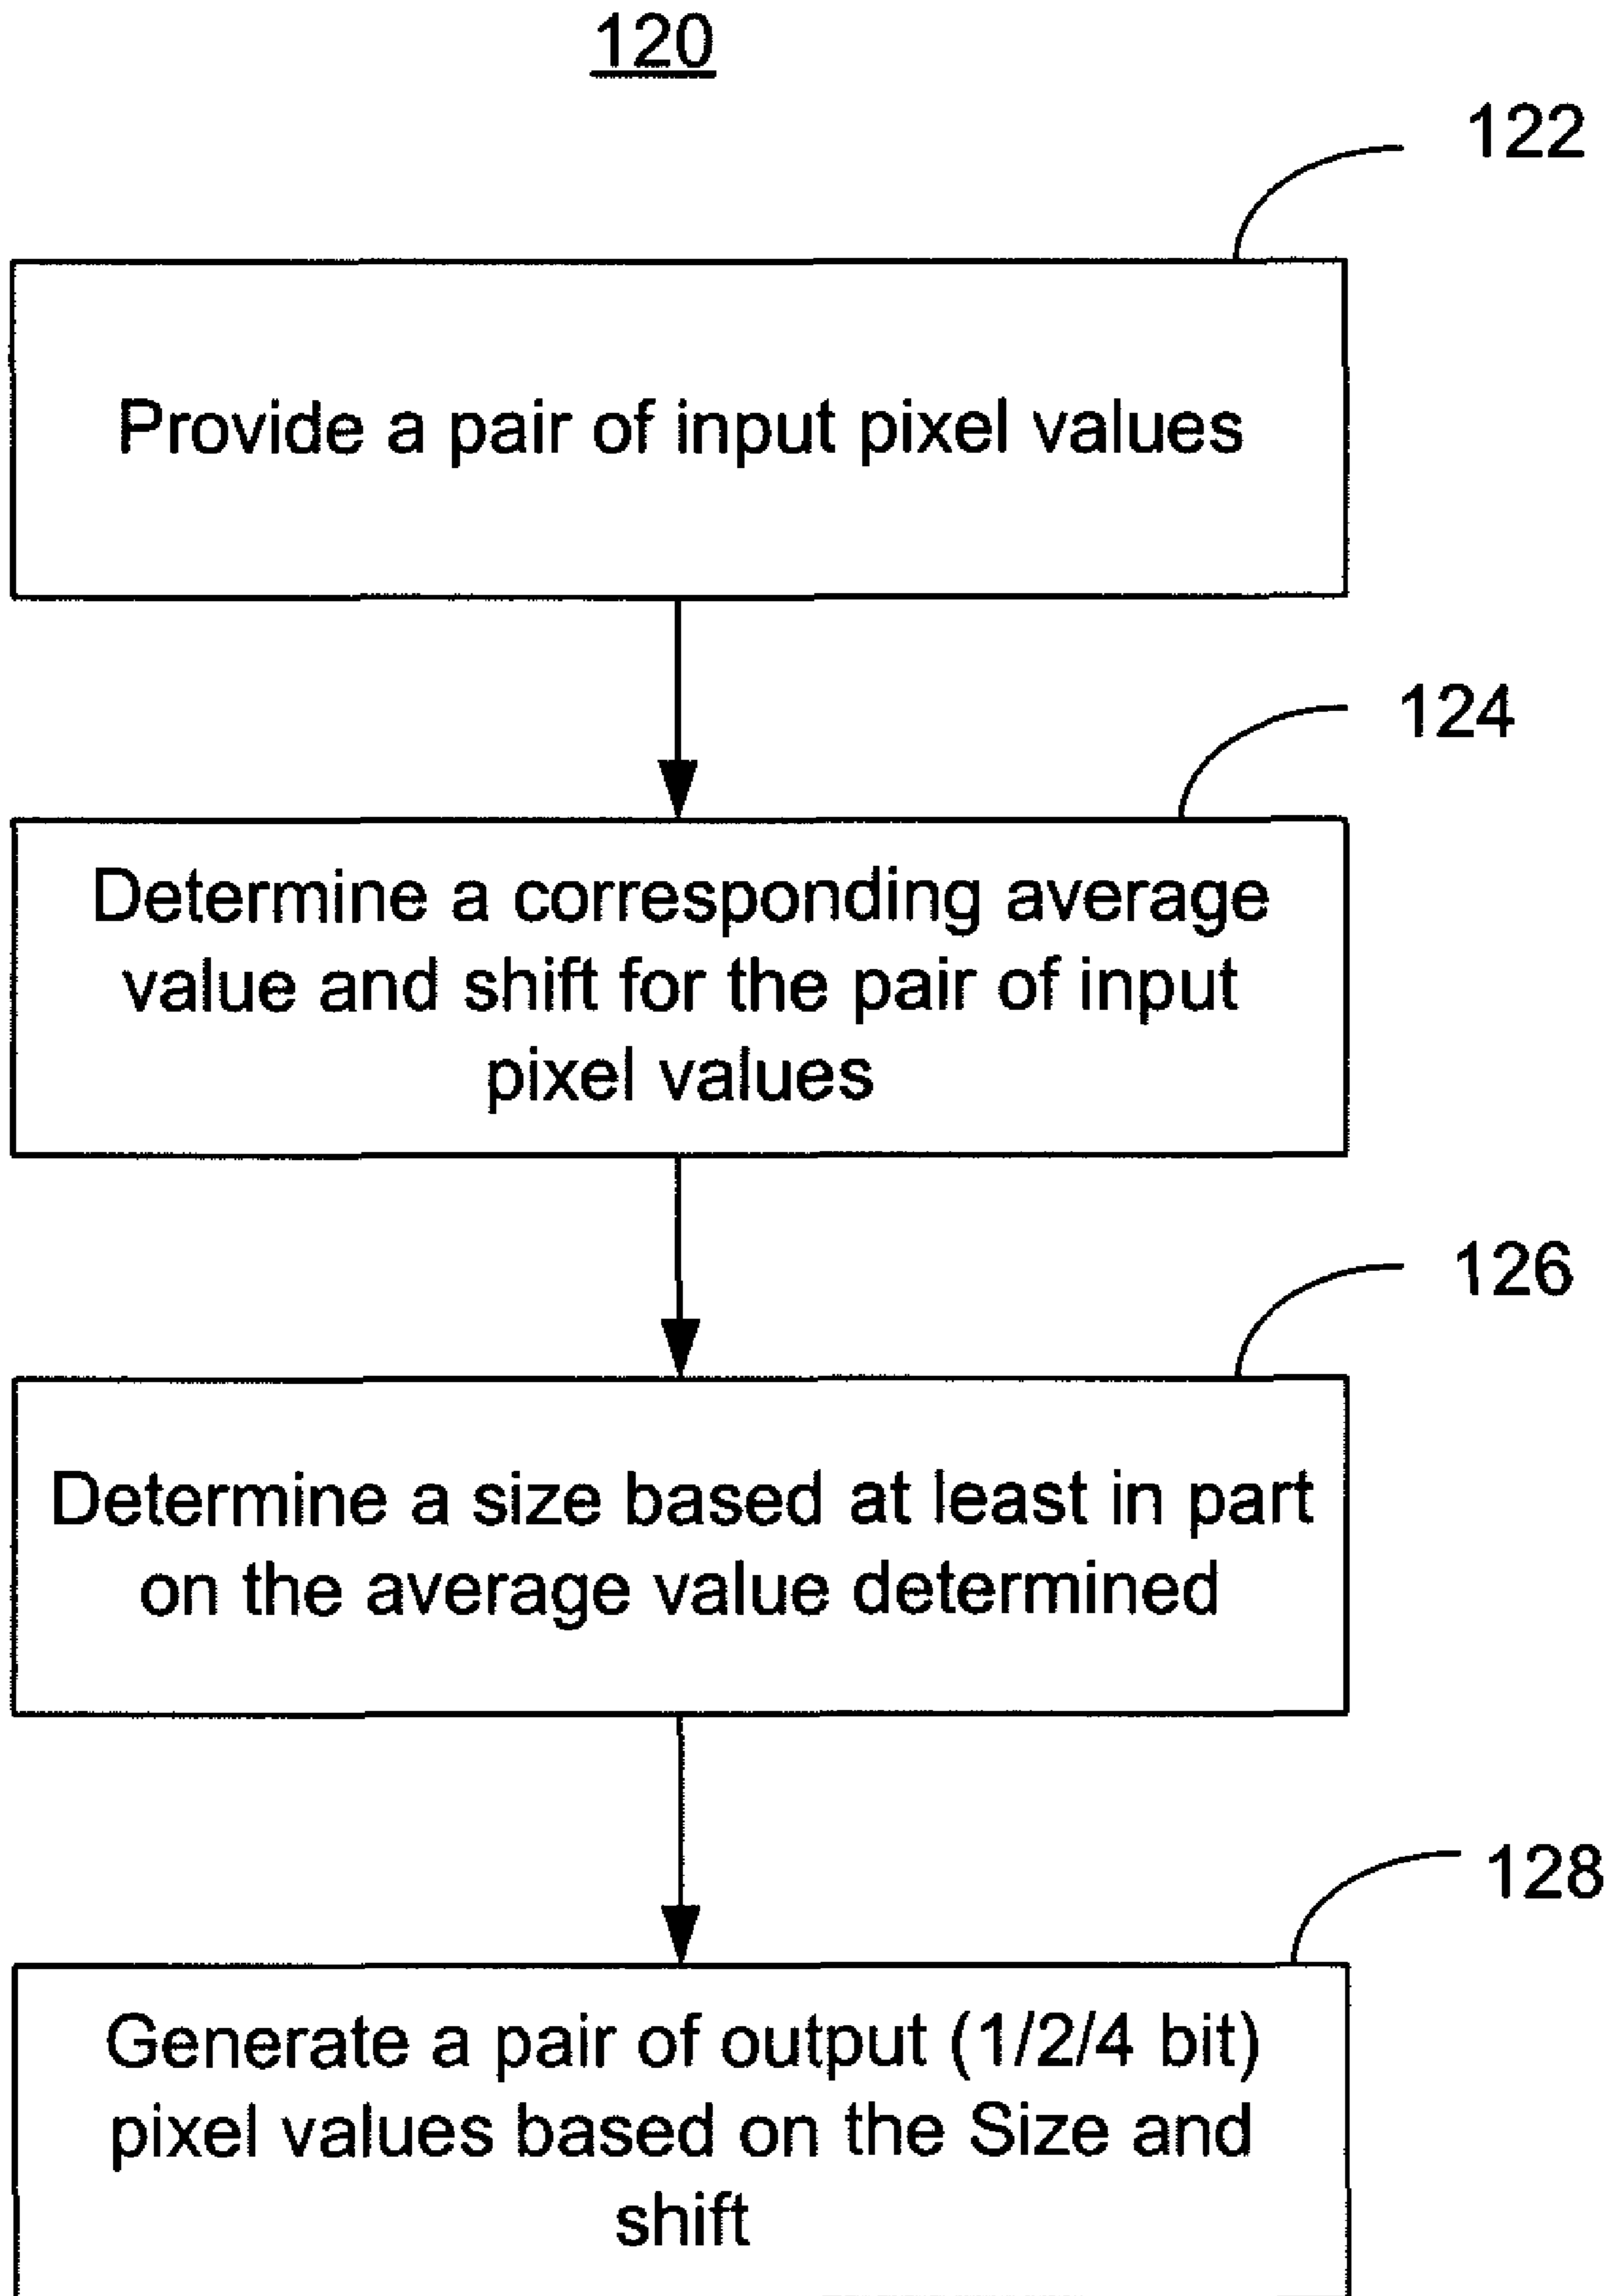 120
122
Provide a pair of input pixel values
124
Determine a corresponding average
value and shift for the pair of input
pixel values
126
Determine a size based at least in part
on the average value determined
128
Generate a pair of output (1/2/4 bit)
pixel values based on the Size and
shift